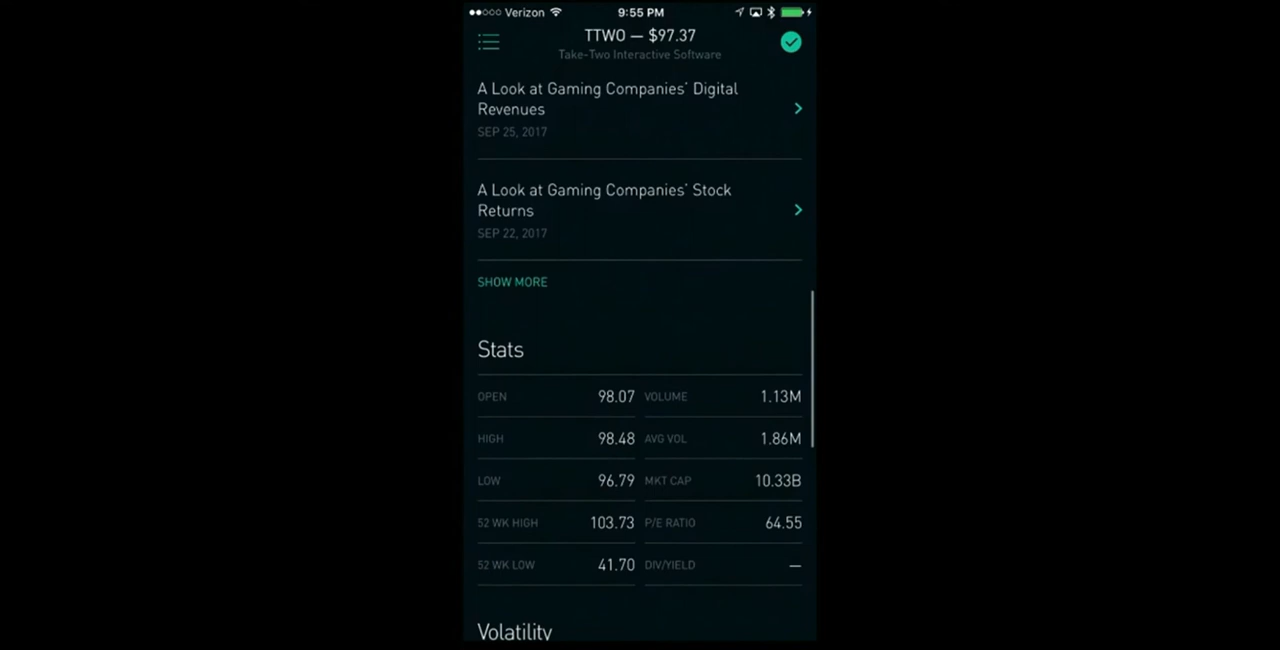 Verizon 9:55 PM
TTWO — $97.37
Take-Two Interactive Software
A Look at Gaming Companies' Digital
Revenues
SEP 25, 2017
A Look at Gaming Companies' Stock
Returns
SEP 22, 2017
SHOW MORE
Stats
OPEN 98.07 VOLUME 1.13M
HIGH 98.48 AVG VOL 1.86M
LOW 96.79 MKT CAP 10.33B
52 WK HIGH 103.73 P/E RATIO 64.55
52 WK LOW 41.70 DIV/YIELD —
Volatility